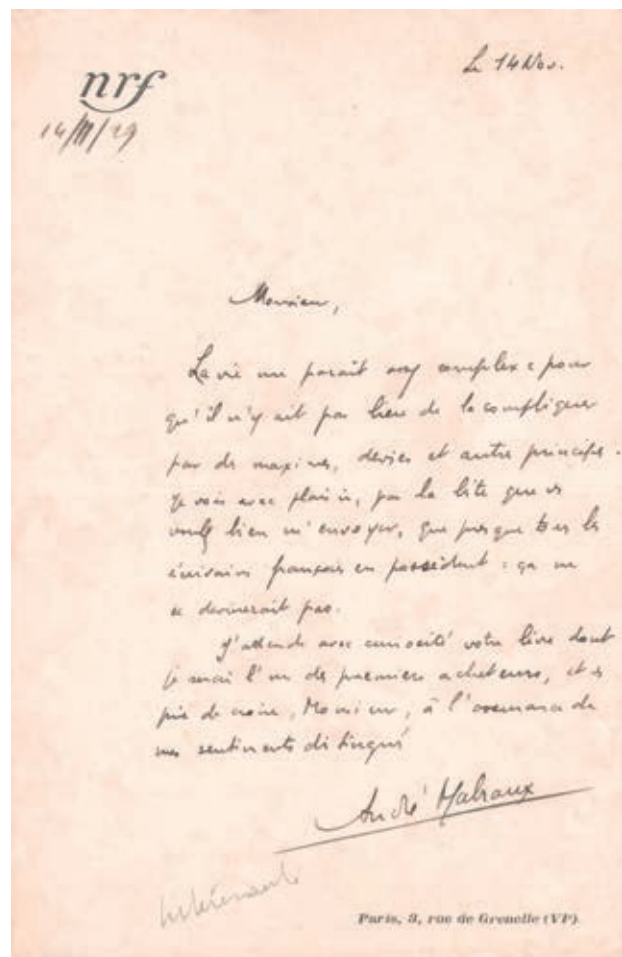 nrf
Le 14 Nov.
14/11/29
Monsieur,
La vie me paraît assez complexe pour
qu'il n'y ait pas lieu de la compliquer
par des maximes, devises et autres principes.
Je vois avec plaisir, par la liste que vs
voulez bien m'envoyer, que presque tous les
écrivains français en possèdent : ça ne
se devinerait pas.
J'attends avec curiosité votre livre dont
je serai l'un des premiers acheteurs, et vs
prie de croire, Monsieur, à l'assurance de
mes sentiments distingués
André Malraux
Paris, 3, rue de Grenelle (VIe)